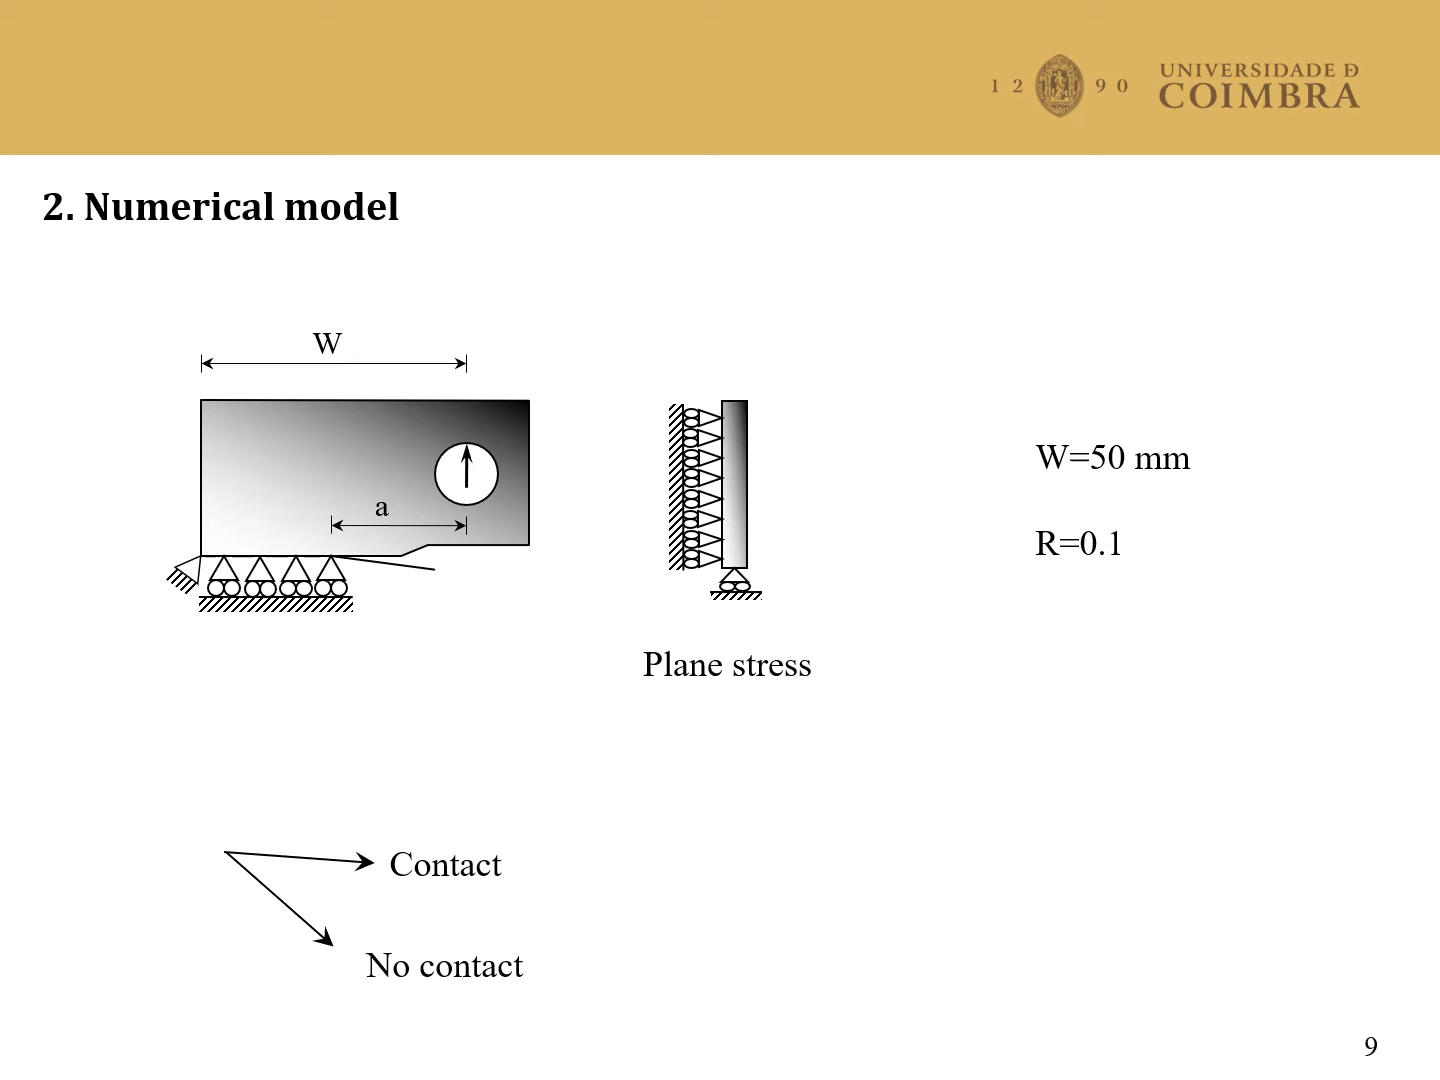 1 2 9 0
UNIVERSIDADE Đ
COIMBRA
2. Numerical model
W
a
W=50 mm
R=0.1
Plane stress
Contact
No contact
9